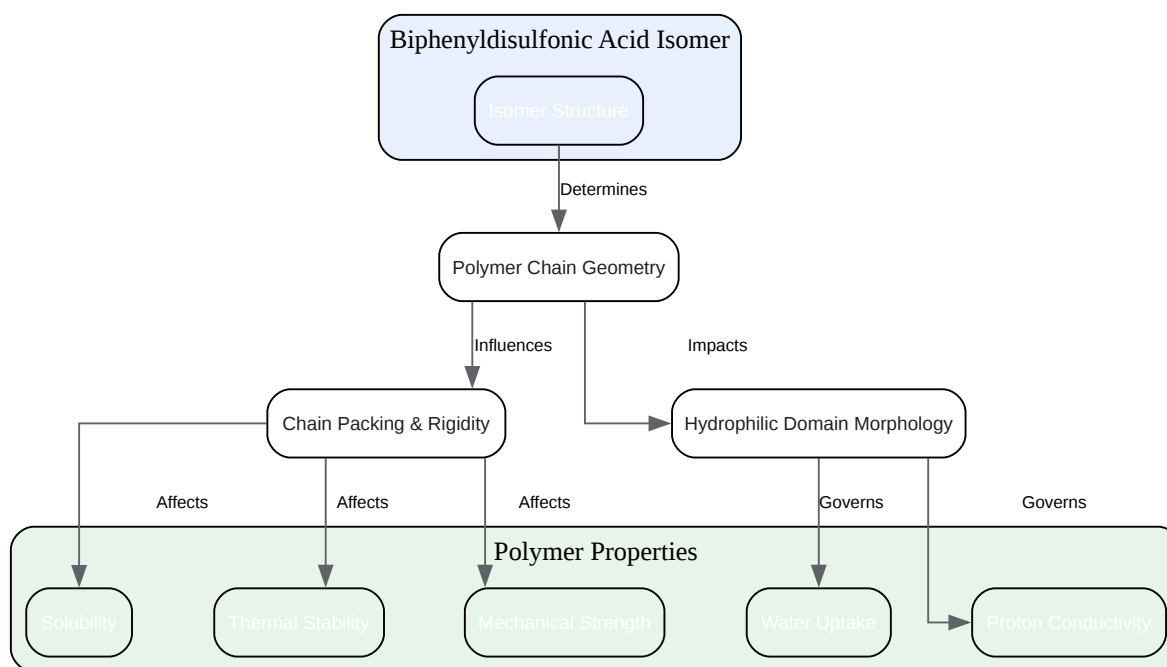 Biphenyldisulfonic Acid Isomer
Isomer Structure
Determines
Polymer Chain Geometry
Influences
Impacts
Chain Packing & Rigidity
Hydrophilic Domain Morphology
Affects
Affects
Affects
Governs
Governs
Polymer Properties
Solubility
Thermal Stability
Mechanical Strength
Water Uptake
Proton Conductivity